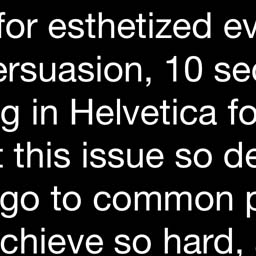 for esthetized ev
ersuasion, 10 sec
g in Helvetica fo
t this issue so de
go to common p
chieve so hard,